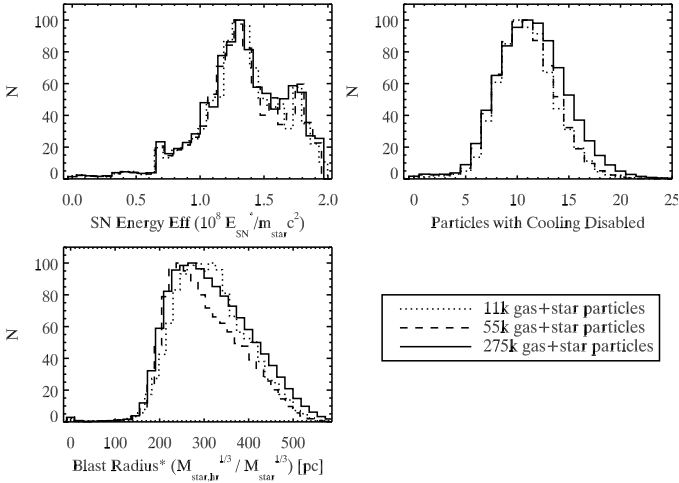 100
80
60
40
20
0
N
0.0 0.5 1.0 1.5 2.0
SN Energy Eff (10^8 E_SN*/m_star c^2)
100
80
60
40
20
0
N
0 5 10 15 20 25
Particles with Cooling Disabled
100
80
60
40
20
0
N
0 100 200 300 400 500
Blast Radius* (M_star,hr^1/3 / M_star^1/3) [pc]
11k gas+star particles
55k gas+star particles
275k gas+star particles